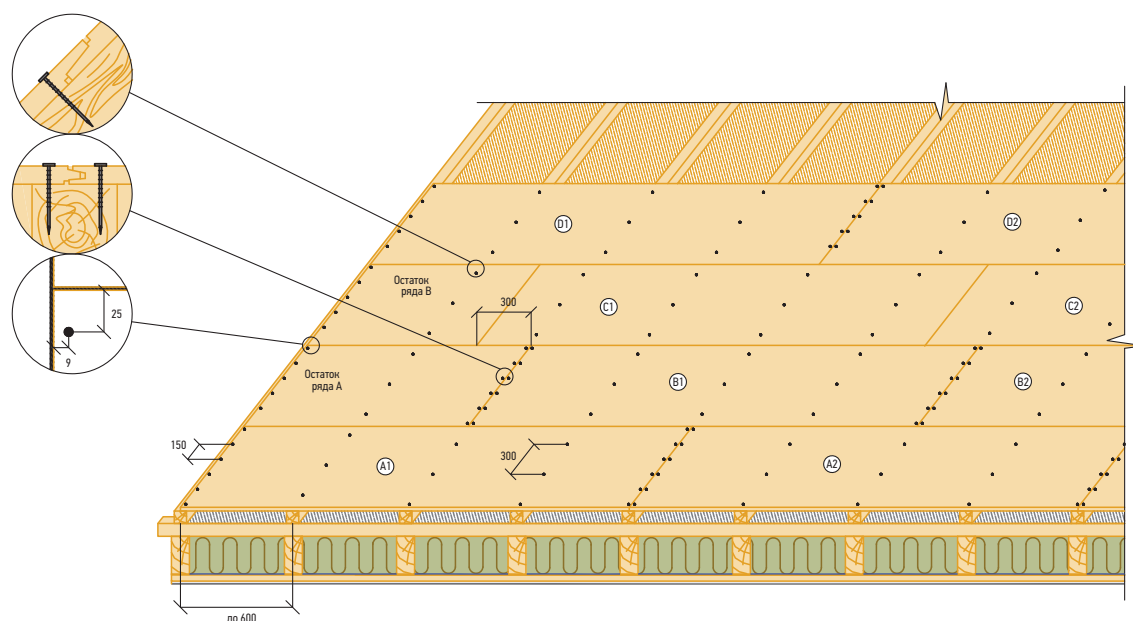 D1
D2
Остаток
ряда В
300
C1
C2
25
9
Остаток
ряда А
B1
B2
150
300
A1
A2
до 600